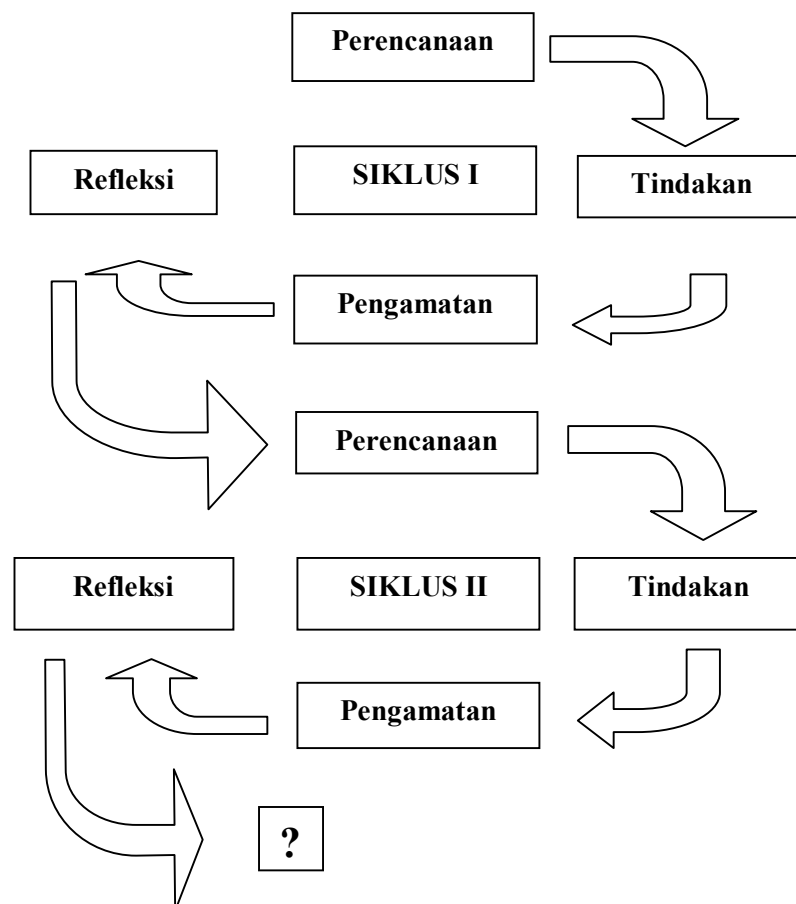 Perencanaan
Refleksi
SIKLUS I
Tindakan
Pengamatan
Perencanaan
Refleksi
SIKLUS II
Tindakan
Pengamatan
?